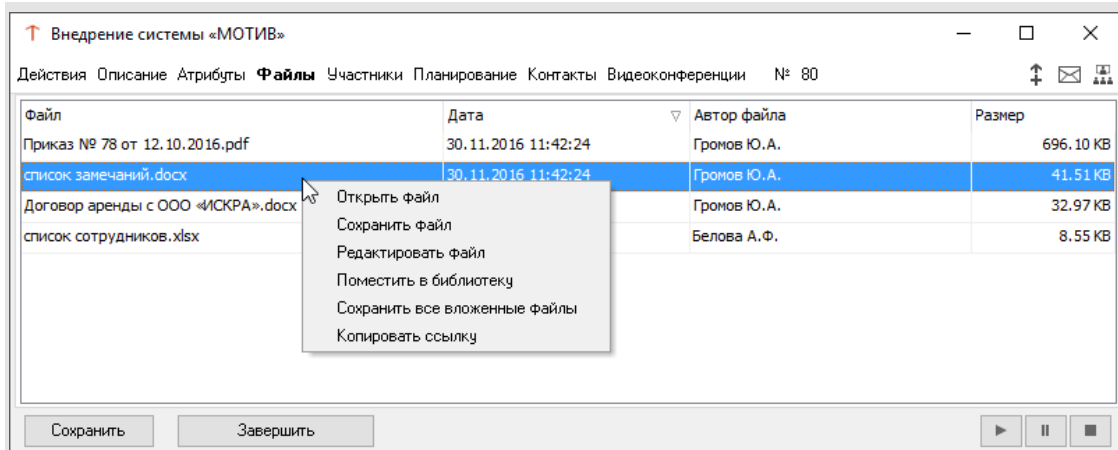 Внедрение системы «МОТИВ»
Действия Описание Атрибуты Файлы Участники Планирование Контакты Видеоконференции № 80
Файл Дата Автор файла Размер
Приказ № 78 от 12.10.2016.pdf 30.11.2016 11:42:24 Громов Ю.А. 696.10 KB
список замечаний.docx 30.11.2016 11:42:24 Громов Ю.А. 41.51 KB
Договор аренды с ООО «ИСКРА».docx Громов Ю.А. 32.97 KB
список сотрудников.xlsx Белова А.Ф. 8.55 KB
Открыть файл
Сохранить файл
Редактировать файл
Поместить в библиотеку
Сохранить все вложенные файлы
Копировать ссылку
Сохранить Завершить